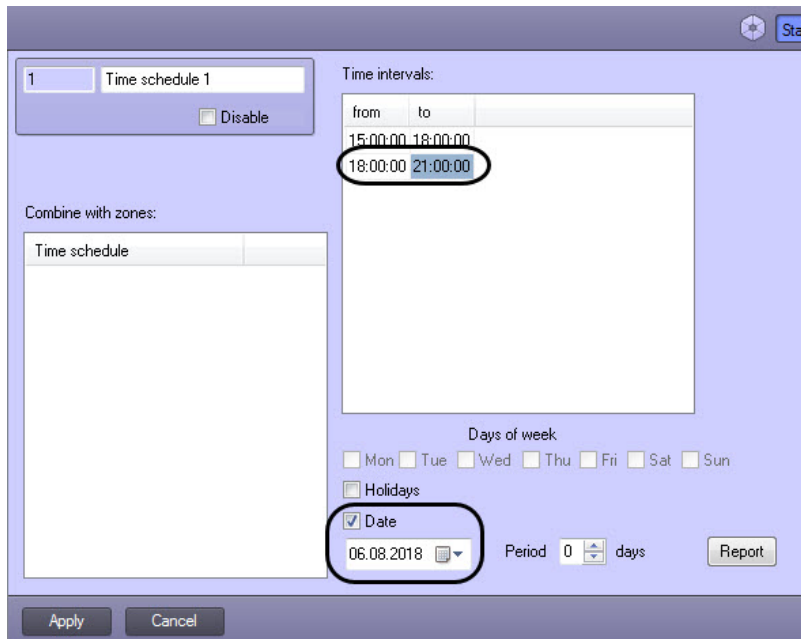 Sta
1 Time schedule 1
Disable
Combine with zones:
Time schedule
Time intervals:
from to
15:00:00 18:00:00
18:00:00 21:00:00
Days of week
Mon Tue Wed Thu Fri Sat Sun
Holidays
Date
06.08.2018 Period 0 days Report
Apply Cancel